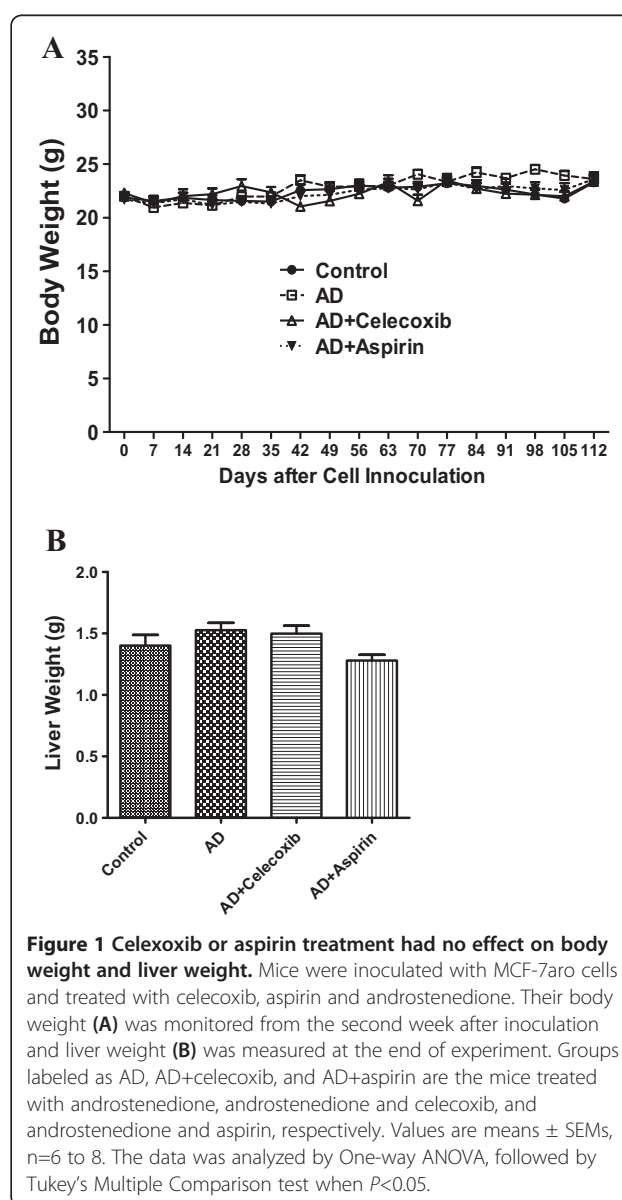 A
35
30
25
20
15
10
5
0
Body Weight (g)
Control
AD
AD+Celecoxib
AD+Aspirin
0 7 14 21 28 35 42 49 56 63 70 77 84 91 98 105 112
Days after Cell Innoculation
B
2.0
1.5
1.0
0.5
0.0
Liver Weight (g)
Control
AD
AD+Celecoxib
AD+Aspirin
Figure 1 Celexoxib or aspirin treatment had no effect on body
weight and liver weight. Mice were inoculated with MCF-7aro cells
and treated with celecoxib, aspirin and androstenedione. Their body
weight (A) was monitored from the second week after inoculation
and liver weight (B) was measured at the end of experiment. Groups
labeled as AD, AD+celecoxib, and AD+aspirin are the mice treated
with androstenedione, androstenedione and celecoxib, and
androstenedione and aspirin, respectively. Values are means ± SEMs,
n=6 to 8. The data was analyzed by One-way ANOVA, followed by
Tukey's Multiple Comparison test when P<0.05.